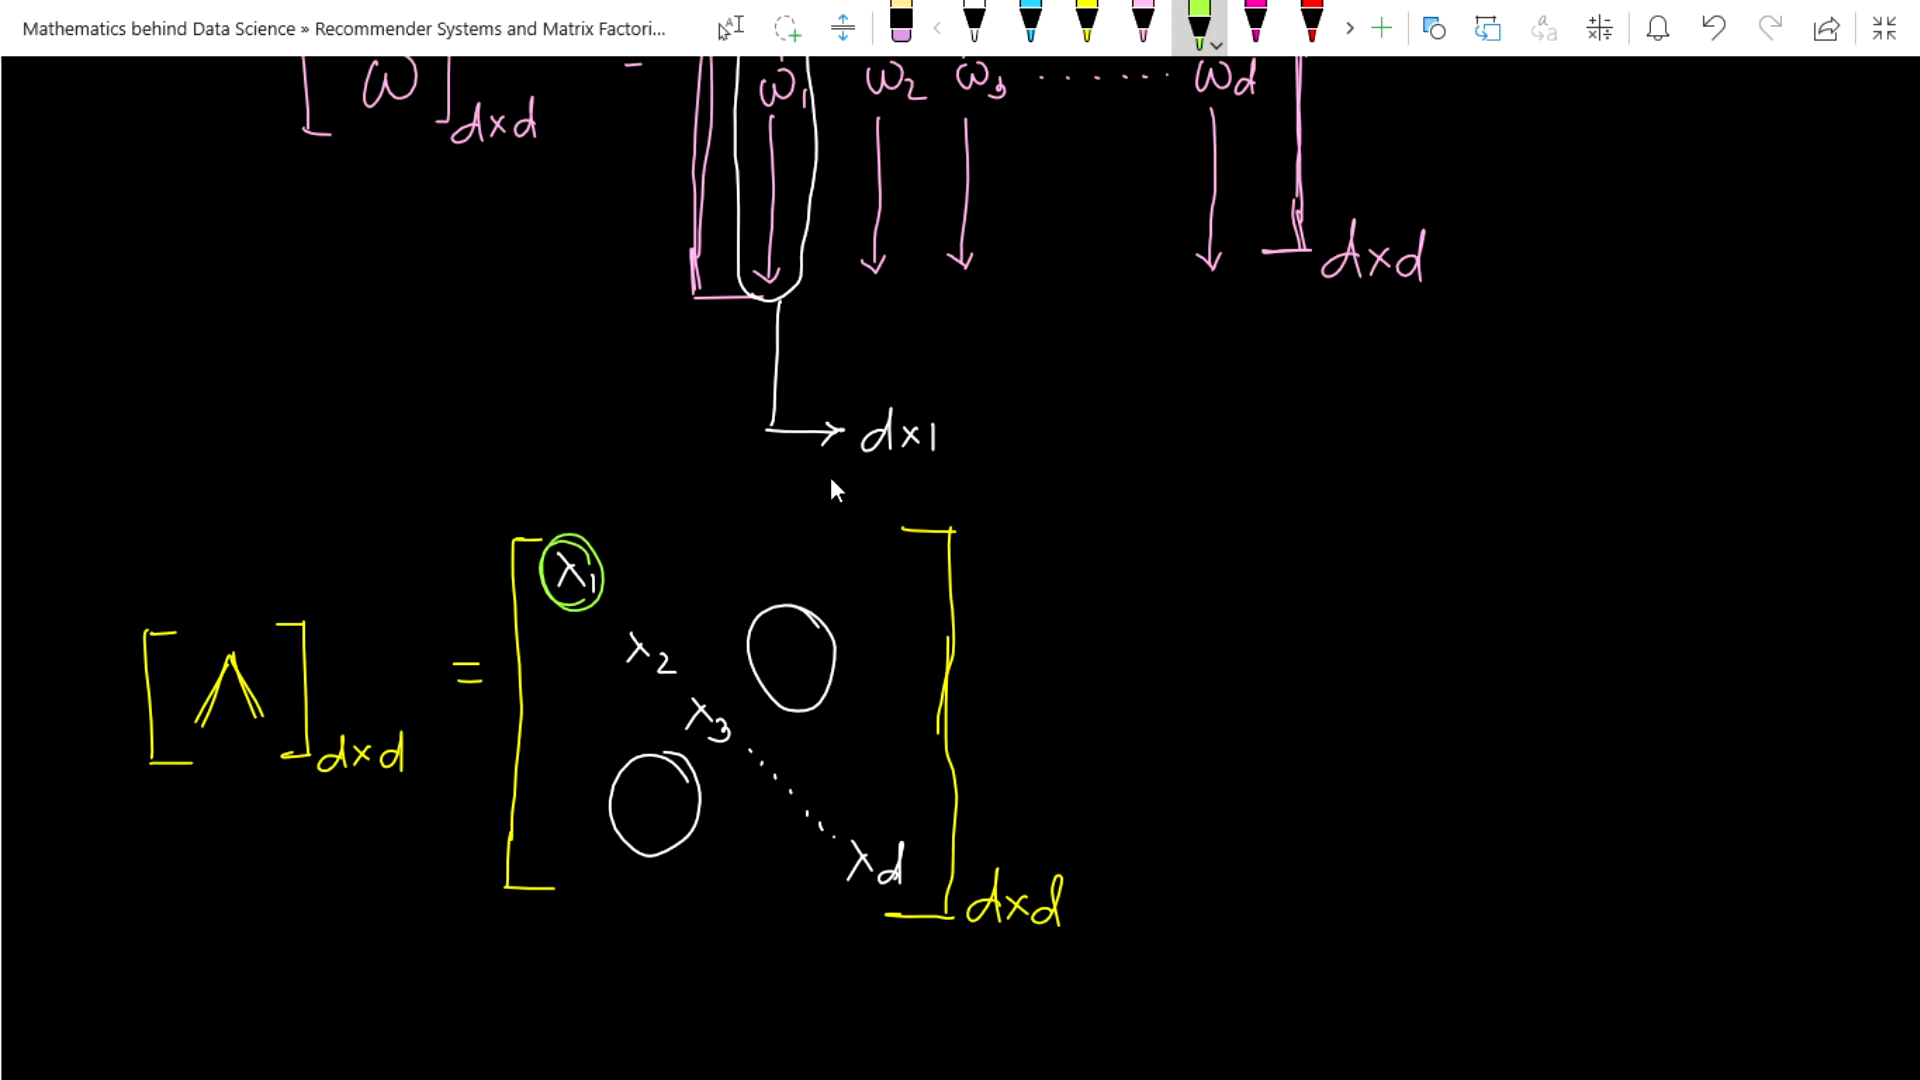 Mathematics behind Data Science » Recommender Systems and Matrix Factori...
[ ω ]d×d = [ ω1 ω2 ω3 ....... ωd ]d×d
d×1
[ Λ ]d×d = [ λ1
λ2 0
λ3
0
λd ]d×d